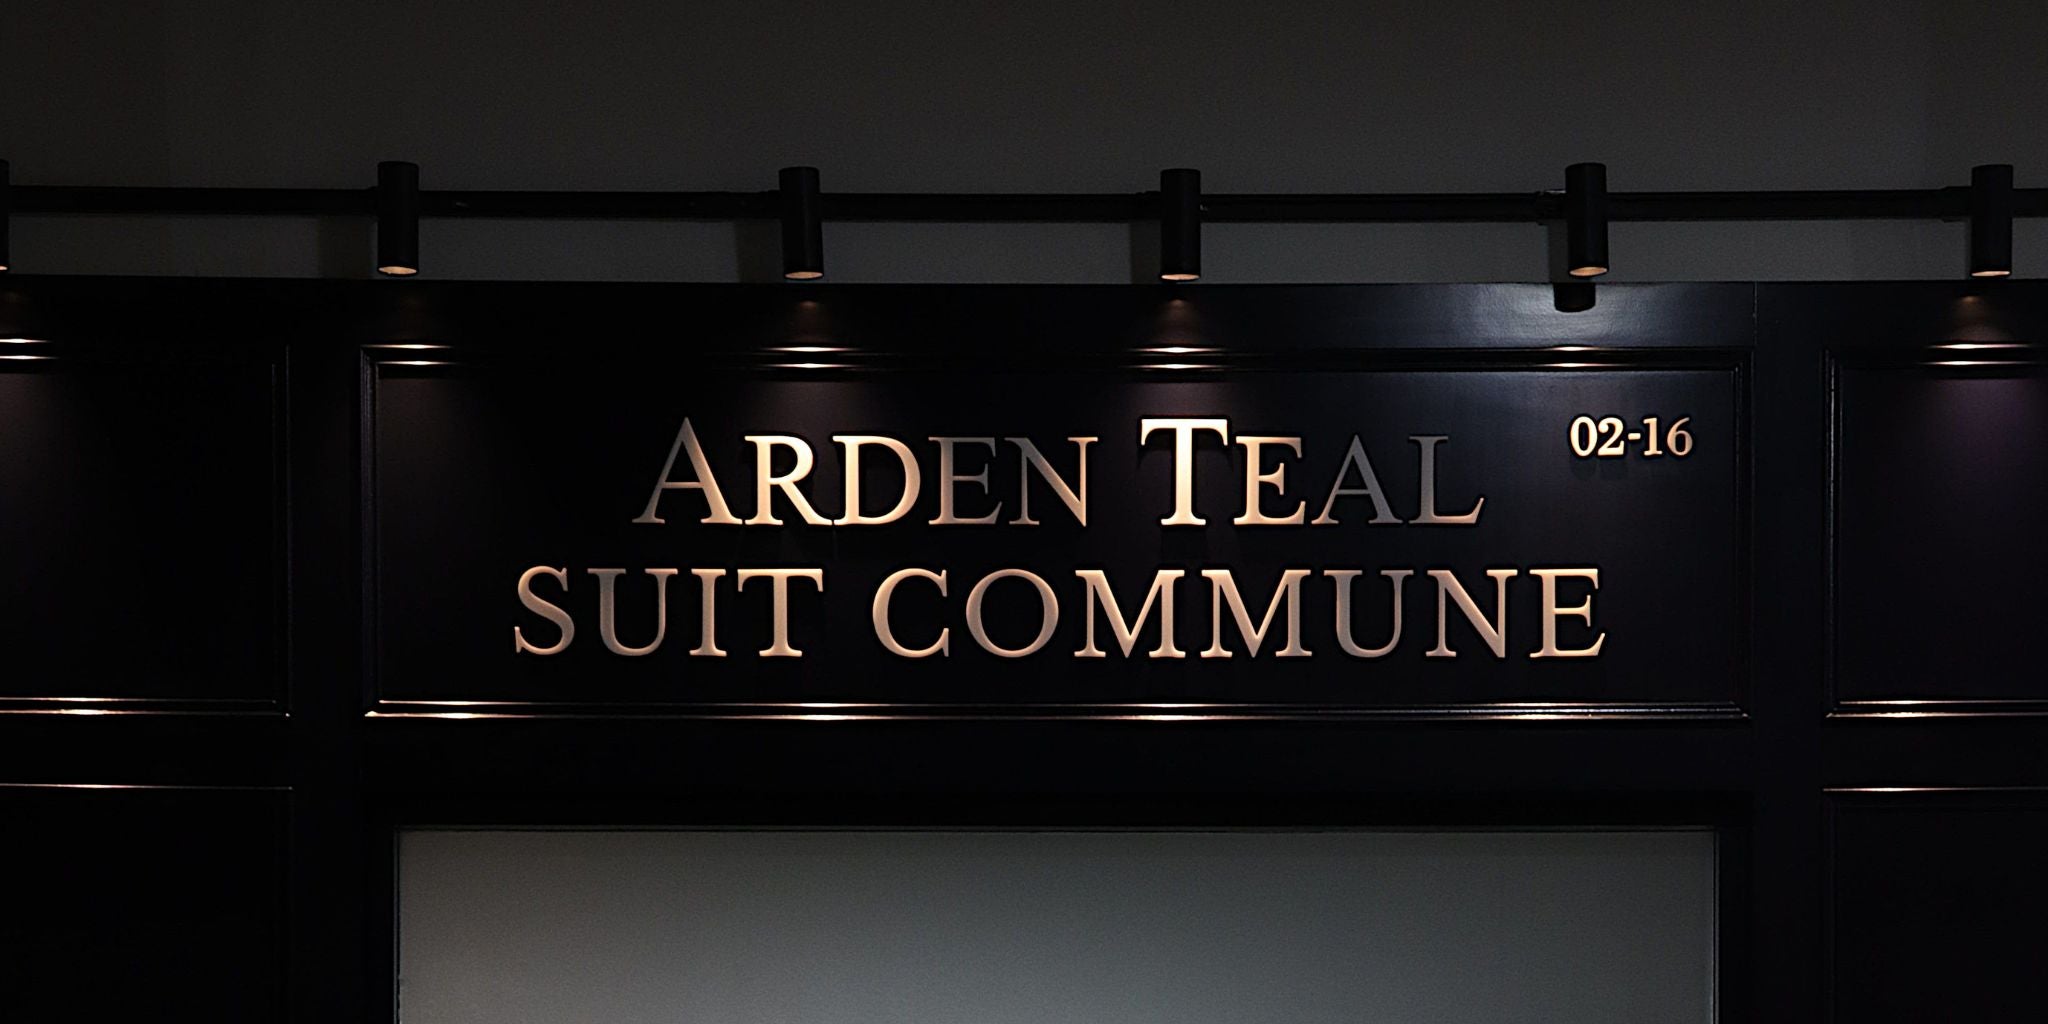 ARDEN TEAL
02-16
SUIT COMMUNE